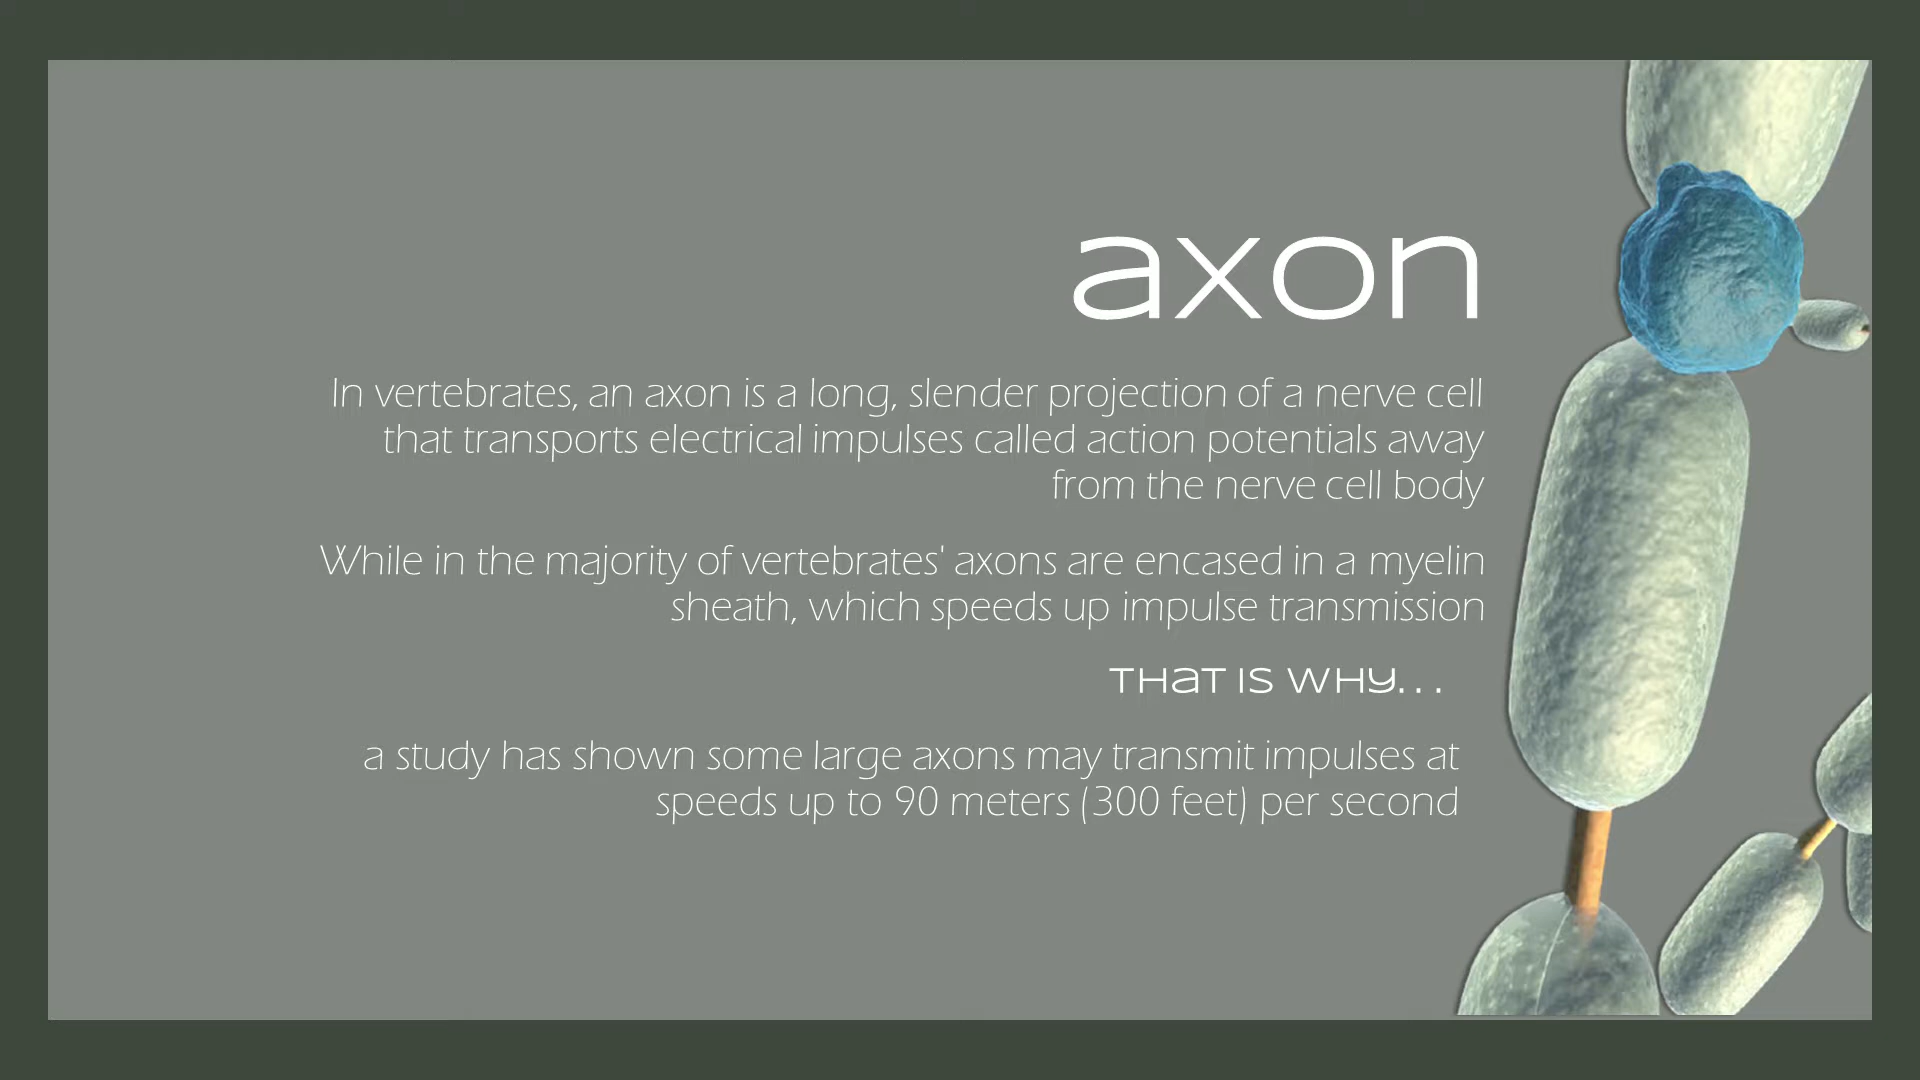 axon
In vertebrates, an axon is a long, slender projection of a nerve cell
that transports electrical impulses called action potentials away
from the nerve cell body
While in the majority of vertebrates' axons are encased in a myelin
sheath, which speeds up impulse transmission
THaT IS WHy...
a study has shown some large axons may transmit impulses at
speeds up to 90 meters (300 feet) per second